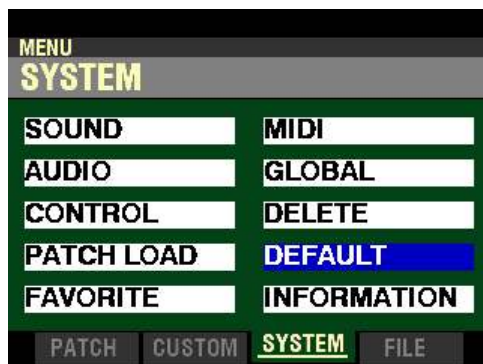 MENU
SYSTEM
SOUND
MIDI
AUDIO
GLOBAL
CONTROL
DELETE
PATCH LOAD
DEFAULT
FAVORITE
INFORMATION
PATCH CUSTOM SYSTEM FILE